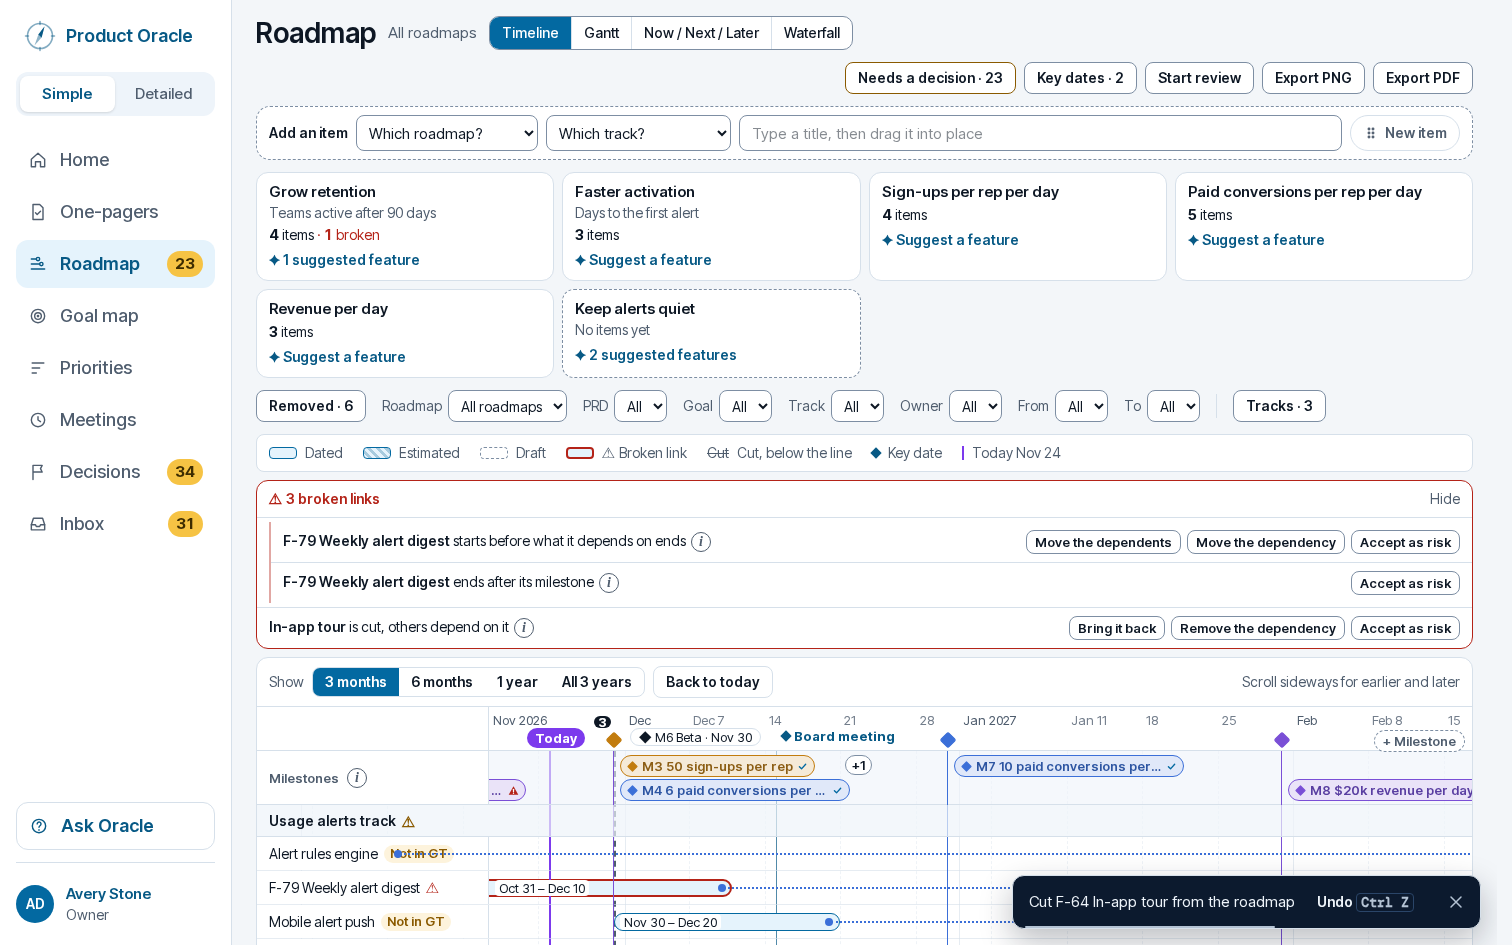 Product Oracle
Simple
Detailed
Home
One-pagers
Roadmap
23
Goal map
Priorities
Meetings
Decisions
34
Inbox
31
Ask Oracle
AD
Avery Stone
Owner
Roadmap
All roadmaps
Timeline
Gantt
Now / Next / Later
Waterfall
Needs a decision · 23
Key dates · 2
Start review
Export PNG
Export PDF
Add an item
Which roadmap?
Which track?
Type a title, then drag it into place
New item
Grow retention
Teams active after 90 days
4 items · 1 broken
1 suggested feature
Faster activation
Days to the first alert
3 items
Suggest a feature
Sign-ups per rep per day
4 items
Suggest a feature
Paid conversions per rep per day
5 items
Suggest a feature
Revenue per day
3 items
Suggest a feature
Keep alerts quiet
No items yet
2 suggested features
Removed · 6
Roadmap
All roadmaps
PRD
All
Goal
All
Track
All
Owner
All
From
All
To
All
Tracks · 3
Dated
Estimated
Draft
⚠ Broken link
Cut
Cut, below the line
Key date
Today Nov 24
⚠ 3 broken links
Hide
F-79 Weekly alert digest starts before what it depends on ends i
Move the dependents
Move the dependency
Accept as risk
F-79 Weekly alert digest ends after its milestone i
Accept as risk
In-app tour is cut, others depend on it i
Bring it back
Remove the dependency
Accept as risk
Show
3 months
6 months
1 year
All 3 years
Back to today
Scroll sideways for earlier and later
Nov 2026
3
Dec
Dec 7
14
21
28
Jan 2027
Jan 11
18
25
Feb
Feb 8
15
Today
M6 Beta · Nov 30
Board meeting
+ Milestone
Milestones i
M3 50 sign-ups per rep
+1
M7 10 paid conversions per...
...
M4 6 paid conversions per ...
M8 $20k revenue per day
Usage alerts track ⚠
Alert rules engine
Not in GT
F-79 Weekly alert digest ⚠
Oct 31 – Dec 10
Mobile alert push
Not in GT
Nov 30 – Dec 20
Cut F-64 In-app tour from the roadmap
Undo Ctrl Z